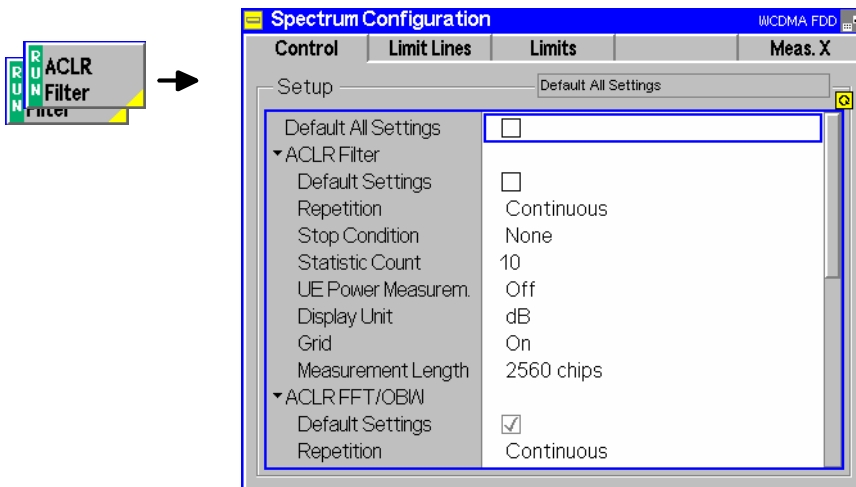 RUN ACLR
Filter
RUN Filter
Spectrum Configuration WCDMA FDD
Control Limit Lines Limits Meas. X
Setup Default All Settings
Default All Settings
ACLR Filter
Default Settings
Repetition Continuous
Stop Condition None
Statistic Count 10
UE Power Measurem. Off
Display Unit dB
Grid On
Measurement Length 2560 chips
ACLR FFT/OBW
Default Settings
Repetition Continuous